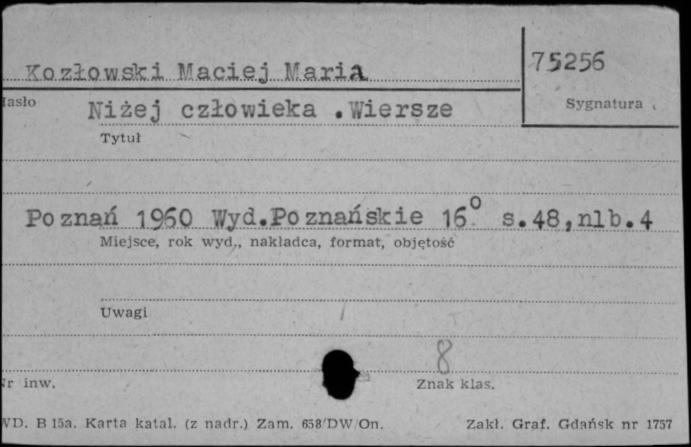 Kozłowski Maciej Maria
75256
Hasło
Sygnatura
Niżej człowieka .Wiersze
Tytuł
Poznań 1960 Wyd.Poznańskie 16° s.48,nlb.4
Miejsce, rok wyd., nakładca, format, objętość
Uwagi
8
Nr inw.
Znak klas.
WD. B 15a. Karta katal. (z nadr.) Zam. 658/DW/On.
Zakł. Graf. Gdańsk nr 1757